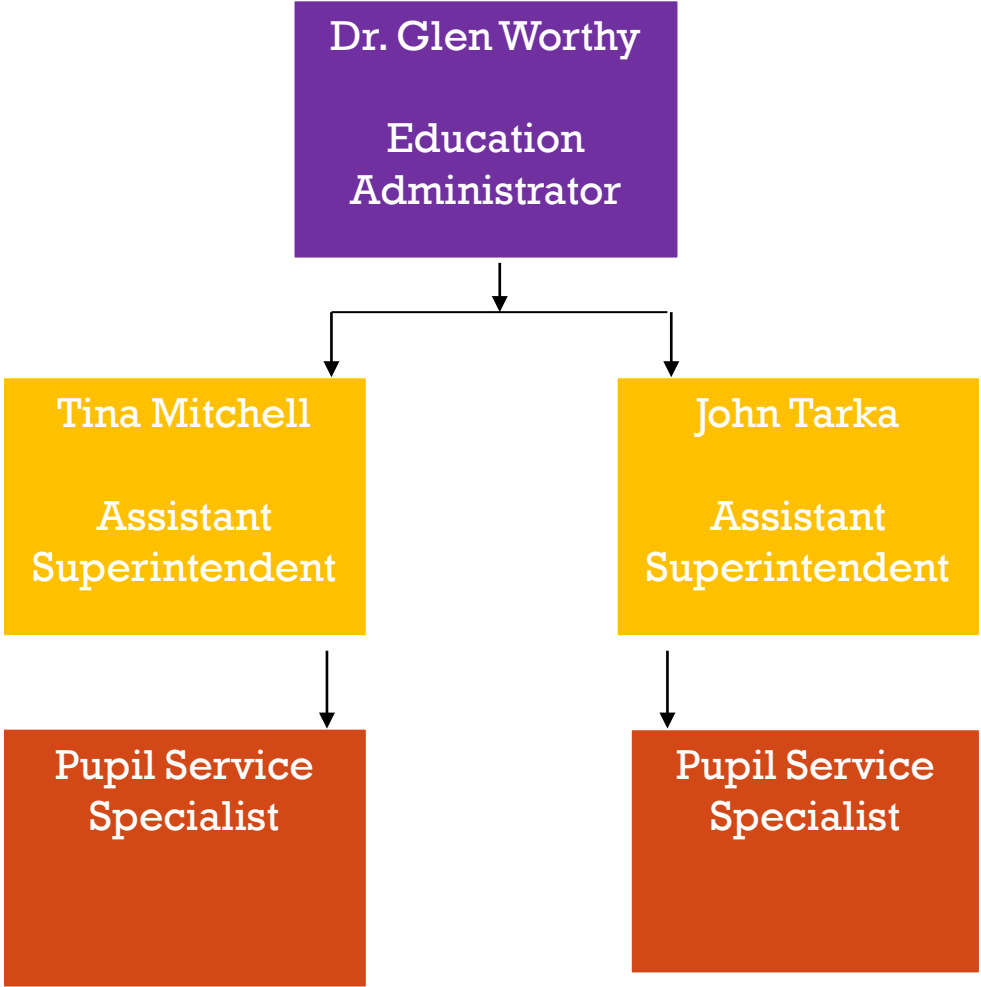 Dr. Glen Worthy
Education
Administrator
Tina Mitchell
Assistant
Superintendent
John Tarka
Assistant
Superintendent
Pupil Service
Specialist
Pupil Service
Specialist